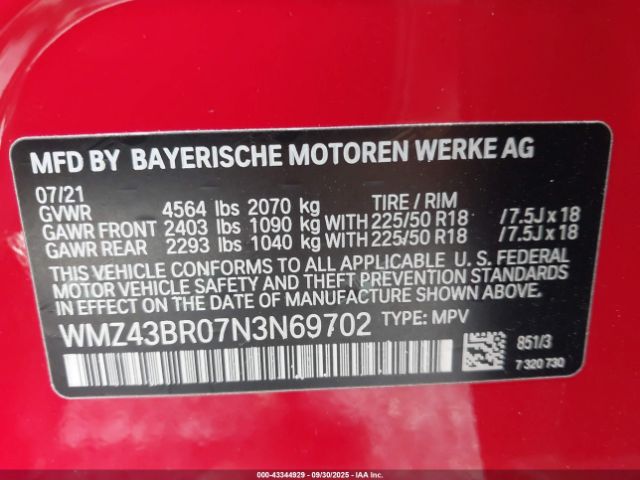 MFD BY BAYERISCHE MOTOREN WERKE AG
07/21 TIRE / RIM
GVWR 4564 lbs 2070 kg
GAWR FRONT 2403 lbs 1090 kg WITH 225/50 R18 /7.5J x 18
GAWR REAR 2293 lbs 1040 kg WITH 225/50 R18 /7.5J x 18
THIS VEHICLE CONFORMS TO ALL APPLICABLE U. S. FEDERAL
MOTOR VEHICLE SAFETY AND THEFT PREVENTION STANDARDS
IN EFFECT ON THE DATE OF MANUFACTURE.
WMZ43BR07N3N69702 TYPE: MPV
851/3
7 320 730
000-43344929 - 09/30/2025 - IAA Inc.